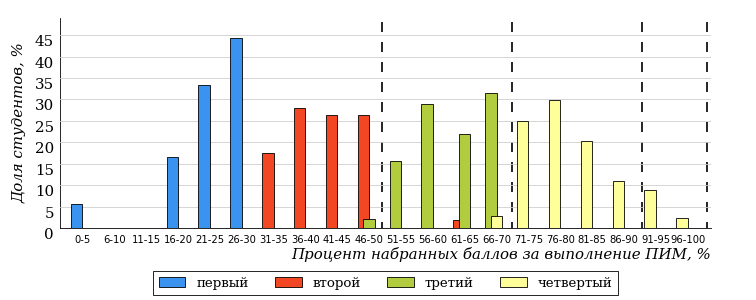 Доля студентов, %
45
40
35
30
25
20
15
10
5
0
0-5 6-10 11-15 16-20 21-25 26-30 31-35 36-40 41-45 46-50 51-55 56-60 61-65 66-70 71-75 76-80 81-85 86-90 91-95 96-100
Процент набранных баллов за выполнение ПИМ, %
первый второй третий четвертый